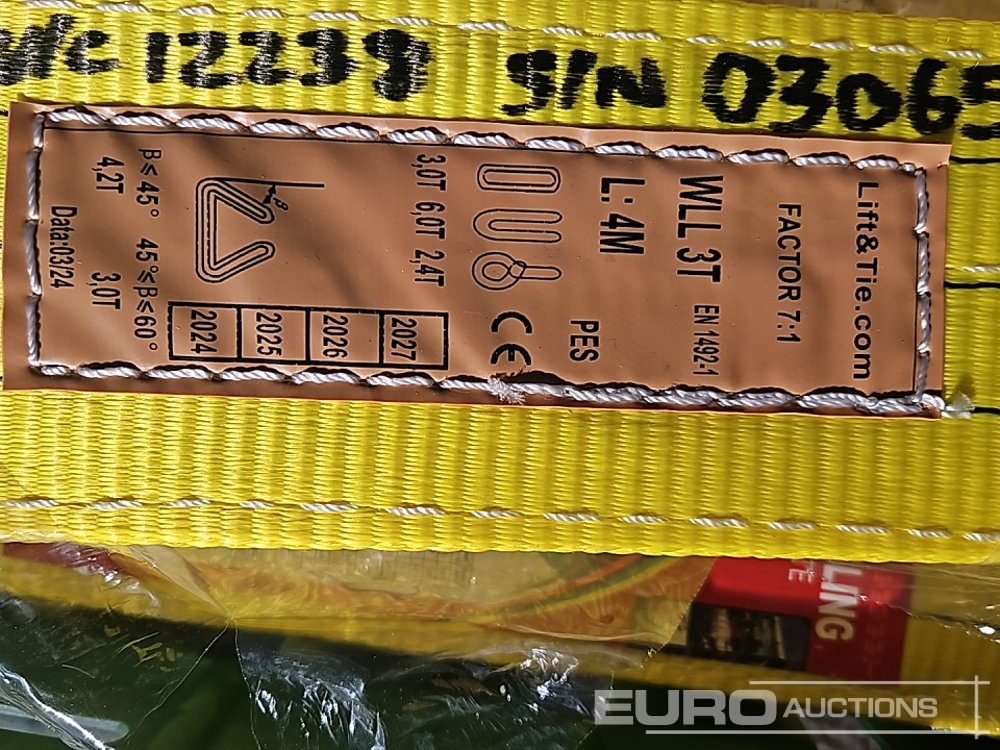 12238 S/N 03065
Lift&Tie.com
FACTOR 7:1
WLL 3T EN 1492-1
L: 4M PES
CE
3,0T 6,0T 2,4T
2024 2025 2026 2027
β
β≤ 45° 45°≤β≤60°
4,2T 3,0T
Data:03/24
LING
TE
EURO AUCTIONS